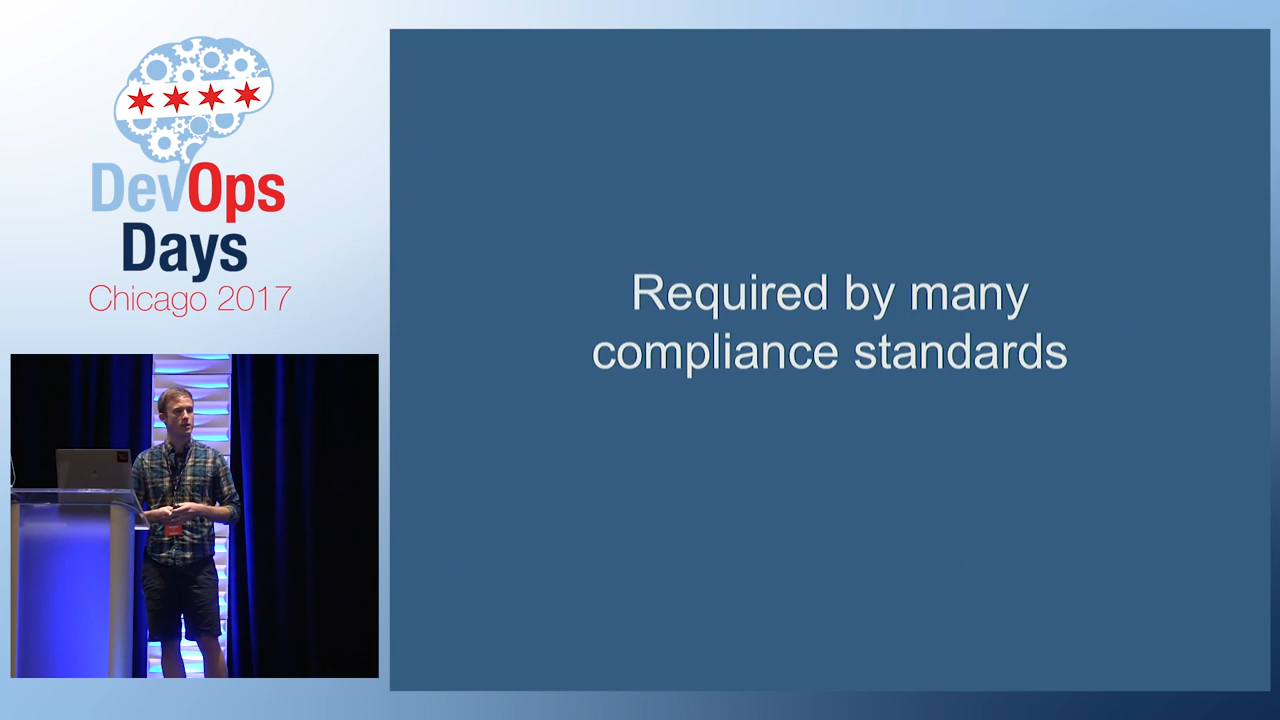 DevOps
Days
Chicago 2017
Required by many
compliance standards